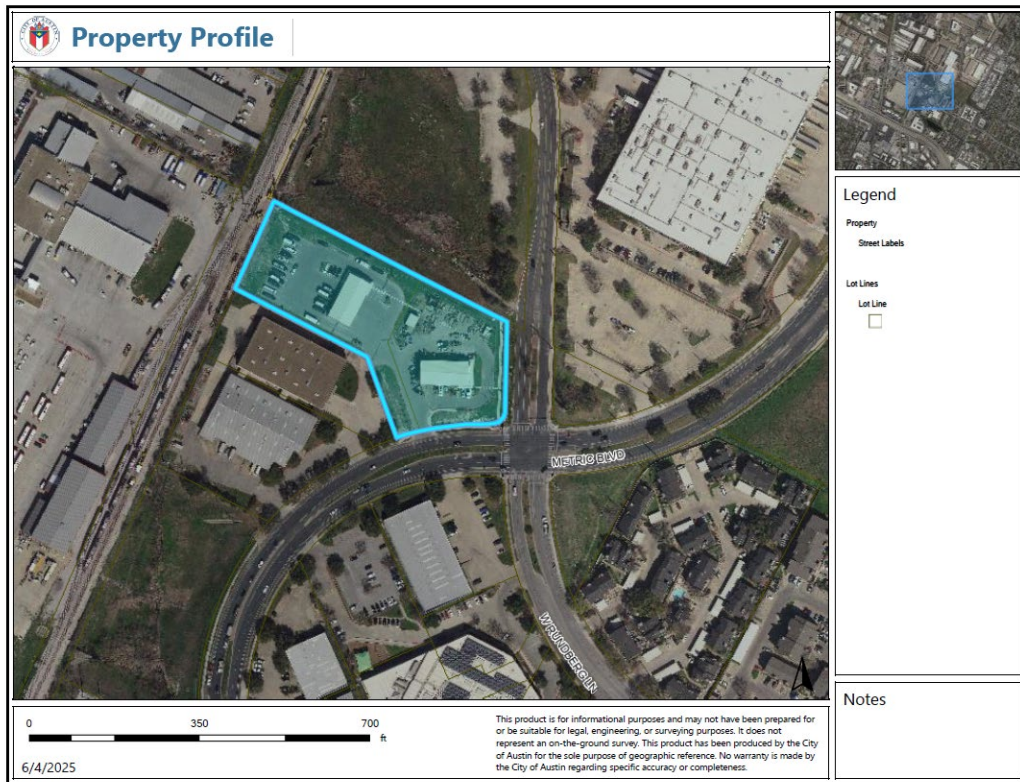 CITY OF AUSTIN
Property Profile
METRIC BLVD
W RUNDBERG LN
Legend
Property
Street Labels
Lot Lines
Lot Line
Notes
0 350 700
ft
6/4/2025
This product is for informational purposes and may not have been prepared for
or be suitable for legal, engineering, or surveying purposes. It does not
represent an on-the-ground survey. This product has been produced by the City
of Austin for the sole purpose of geographic reference. No warranty is made by
the City of Austin regarding specific accuracy or completeness.